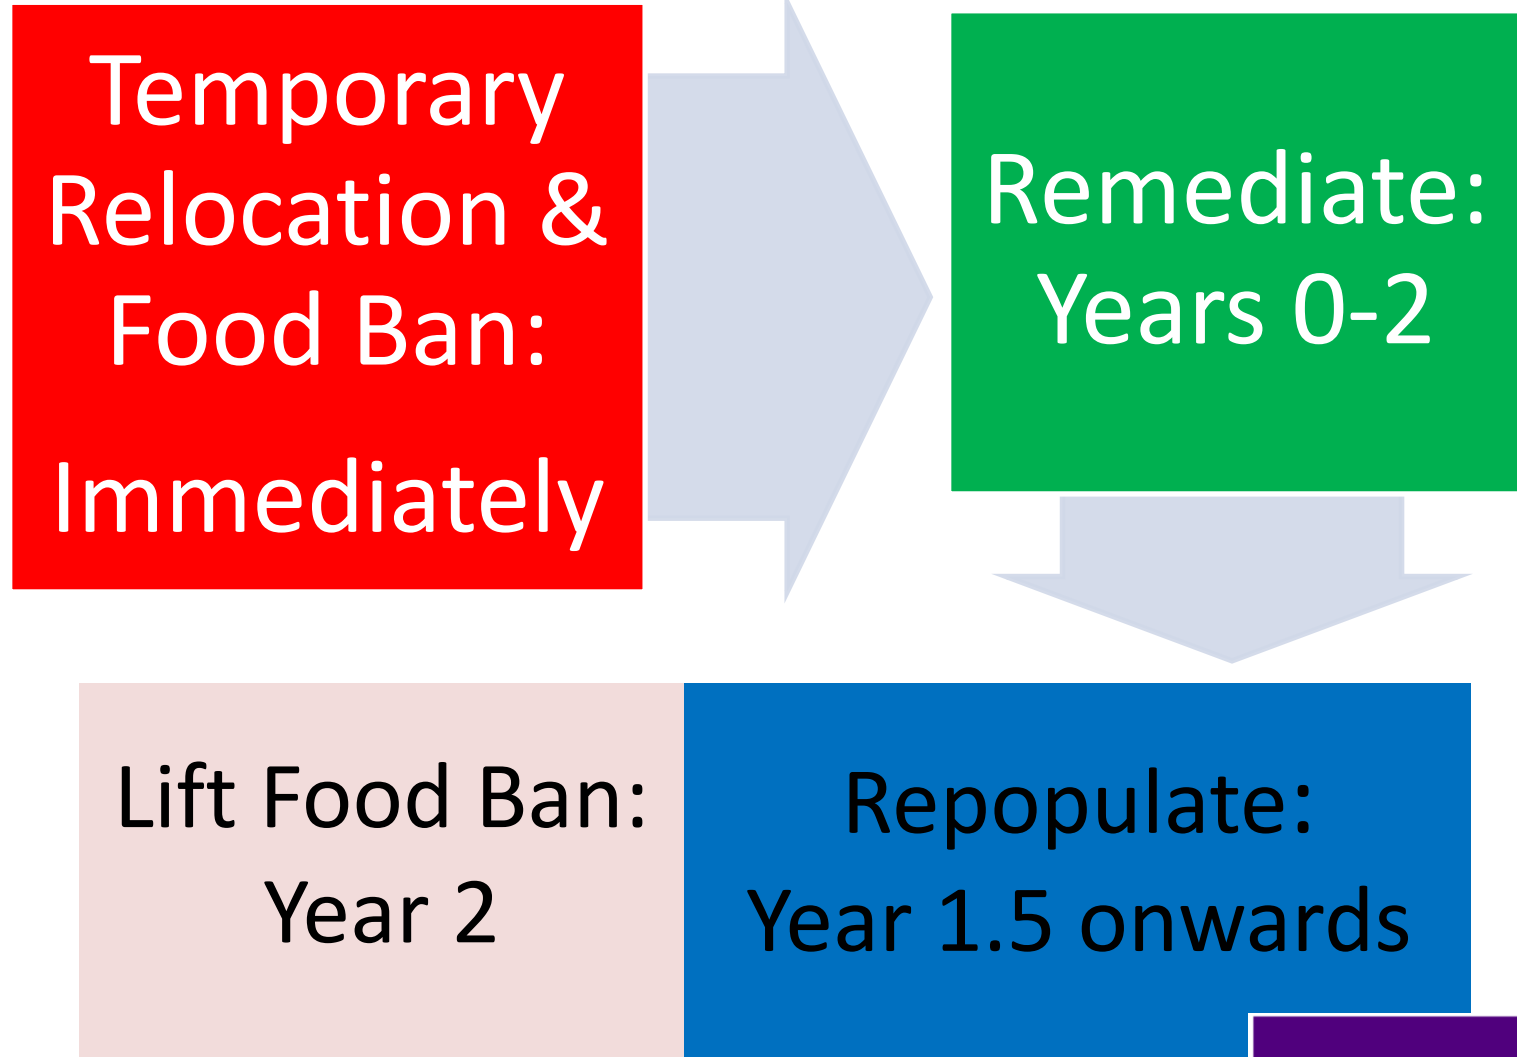 Temporary
Relocation &
Food Ban:
Immediately
Remediate:
Years 0-2
Lift Food Ban:
Year 2
Repopulate:
Year 1.5 onwards